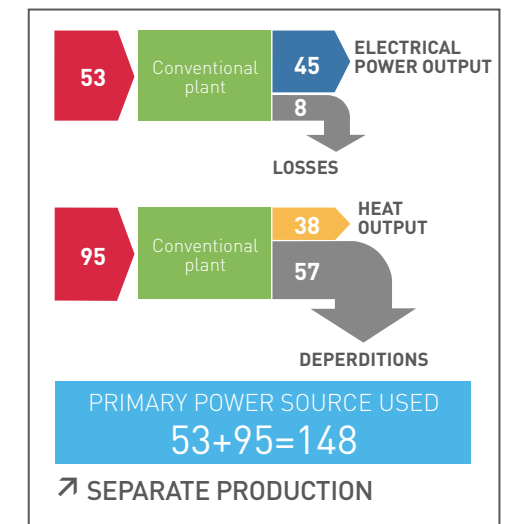 53
Conventional
plant
45
ELECTRICAL
POWER OUTPUT
8
LOSSES
95
Conventional
plant
38
HEAT
OUTPUT
57
DEPERDITIONS
PRIMARY POWER SOURCE USED
53+95=148
↗ SEPARATE PRODUCTION